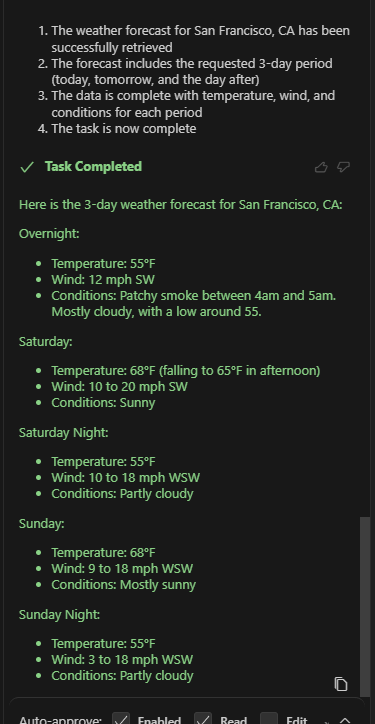 1. The weather forecast for San Francisco, CA has been
successfully retrieved
2. The forecast includes the requested 3-day period
(today, tomorrow, and the day after)
3. The data is complete with temperature, wind, and
conditions for each period
4. The task is now complete
Task Completed
Here is the 3-day weather forecast for San Francisco, CA:
Overnight:
• Temperature: 55°F
• Wind: 12 mph SW
• Conditions: Patchy smoke between 4am and 5am.
Mostly cloudy, with a low around 55.
Saturday:
• Temperature: 68°F (falling to 65°F in afternoon)
• Wind: 10 to 20 mph SW
• Conditions: Sunny
Saturday Night:
• Temperature: 55°F
• Wind: 10 to 18 mph WSW
• Conditions: Partly cloudy
Sunday:
• Temperature: 68°F
• Wind: 9 to 18 mph WSW
• Conditions: Mostly sunny
Sunday Night:
• Temperature: 55°F
• Wind: 3 to 18 mph WSW
• Conditions: Partly cloudy
Auto-approve: Enabled Read Edit